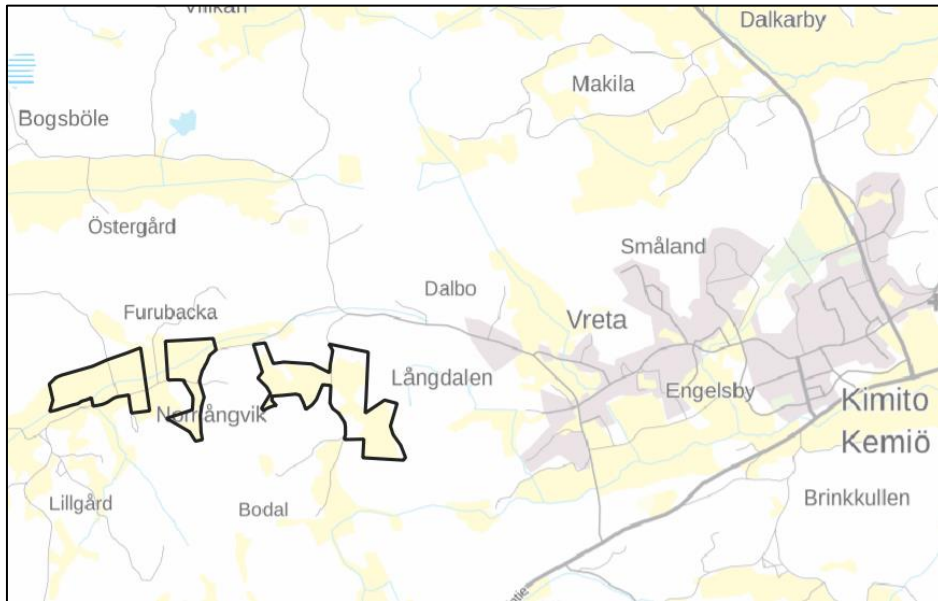 Dalkarby
Makila
Bogsböle
Östergård
Småland
Dalbo
Furubacka
Vreta
Långdalen
Engelsby
Kimito
Kemiö
Brinkkullen
Lillgård
Bodal